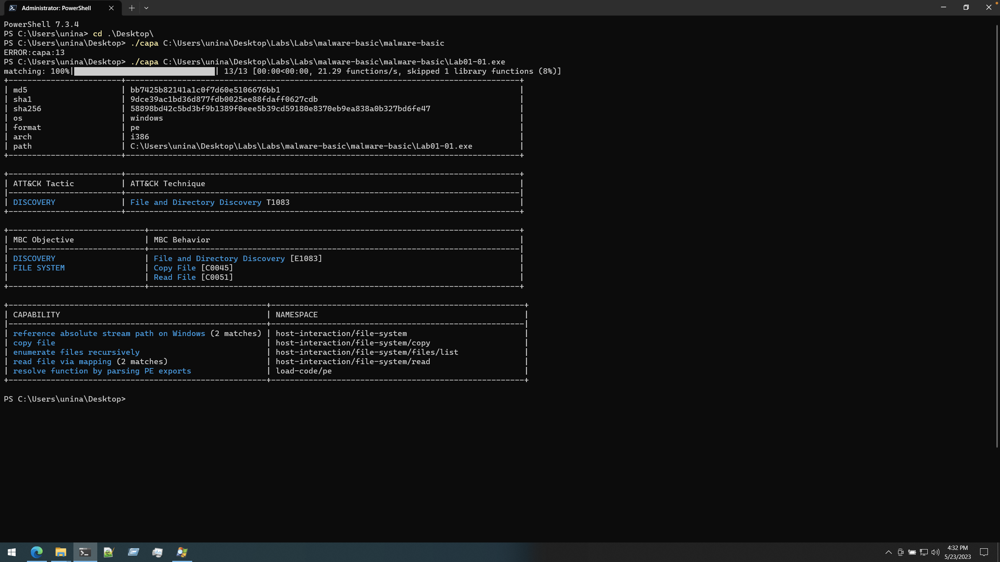 Administrator: PowerShell
PowerShell 7.3.4
PS C:\Users\unina> cd .\Desktop\
PS C:\Users\unina\Desktop> ./capa C:\Users\unina\Desktop\Labs\Labs\malware-basic\malware-basic
ERROR:capa:13
PS C:\Users\unina\Desktop> ./capa C:\Users\unina\Desktop\Labs\Labs\malware-basic\malware-basic\Lab01-01.exe
matching: 100%| | 13/13 [00:00<00:00, 21.29 functions/s, skipped 1 library functions (8%)]
md5 | bb7425b82141a1c0f7d60e5106676bb1
sha1 | 9dce39ac1bd36d877fdb0025ee88fdaff0627cdb
sha256 | 58898bd42c5bd3bf9b1389f0eee5b39cd59180e8370eb9ea838a0b327bd6fe47
os | windows
format | pe
arch | i386
path | C:\Users\unina\Desktop\Labs\Labs\malware-basic\malware-basic\Lab01-01.exe
ATT&CK Tactic | ATT&CK Technique
DISCOVERY | File and Directory Discovery T1083
MBC Objective | MBC Behavior
DISCOVERY | File and Directory Discovery [E1083]
FILE SYSTEM | Copy File [C0045]
| Read File [C0051]
CAPABILITY | NAMESPACE
reference absolute stream path on Windows (2 matches) | host-interaction/file-system
copy file | host-interaction/file-system/copy
enumerate files recursively | host-interaction/file-system/files/list
read file via mapping (2 matches) | host-interaction/file-system/read
resolve function by parsing PE exports | load-code/pe
PS C:\Users\unina\Desktop>
4:32 PM
5/23/2023